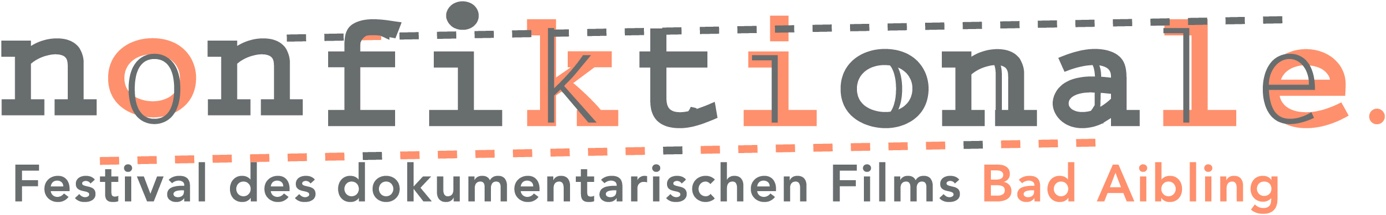 nonfiktionale.
Festival des dokumentarischen Films Bad Aibling